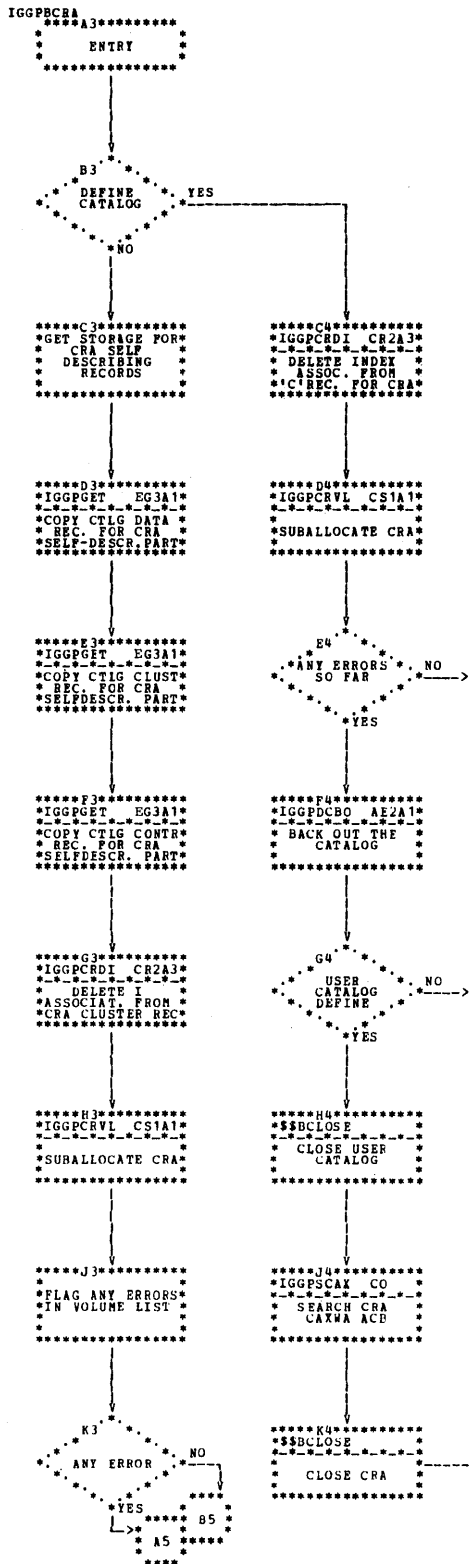 IGGPBCRA
A3
ENTRY
B3
DEFINE
CATALOG
YES
NO
C3
GET STORAGE FOR
CRA SELF
DESCRIBING
RECORDS
D3
IGGPGET EG3A1
COPY CTLG DATA
REC. FOR CRA
SELF-DESCR.PART
E3
IGGPGET EG3A1
COPY CTLG CLUST
REC. FOR CRA
SELFDESCR. PART
F3
IGGPGET EG3A1
COPY CTLG CONTR
REC. FOR CRA
SELFDESCR. PART
G3
IGGPCRDI CR2A3
DELETE I
ASSOCIAT. FROM
CRA CLUSTER REC
H3
IGGPCRVL CS1A1
SUBALLOCATE CRA
J3
FLAG ANY ERRORS
IN VOLUME LIST
K3
ANY ERROR
NO
YES
A5
B5
C4
IGGPCRDI CR2A3
DELETE INDEX
ASSOC. FROM
'C'REC. FOR CRA
D4
IGGPCRVL CS1A1
SUBALLOCATE CRA
E4
ANY ERRORS
SO FAR
NO
YES
F4
IGGPDCBO AE2A1
BACK OUT THE
CATALOG
G4
USER
CATALOG
DEFINE
NO
YES
H4
$$BCLOSE
CLOSE USER
CATALOG
J4
IGGPSCAX CO
SEARCH CRA
CAXWA ACB
K4
$$BCLOSE
CLOSE CRA